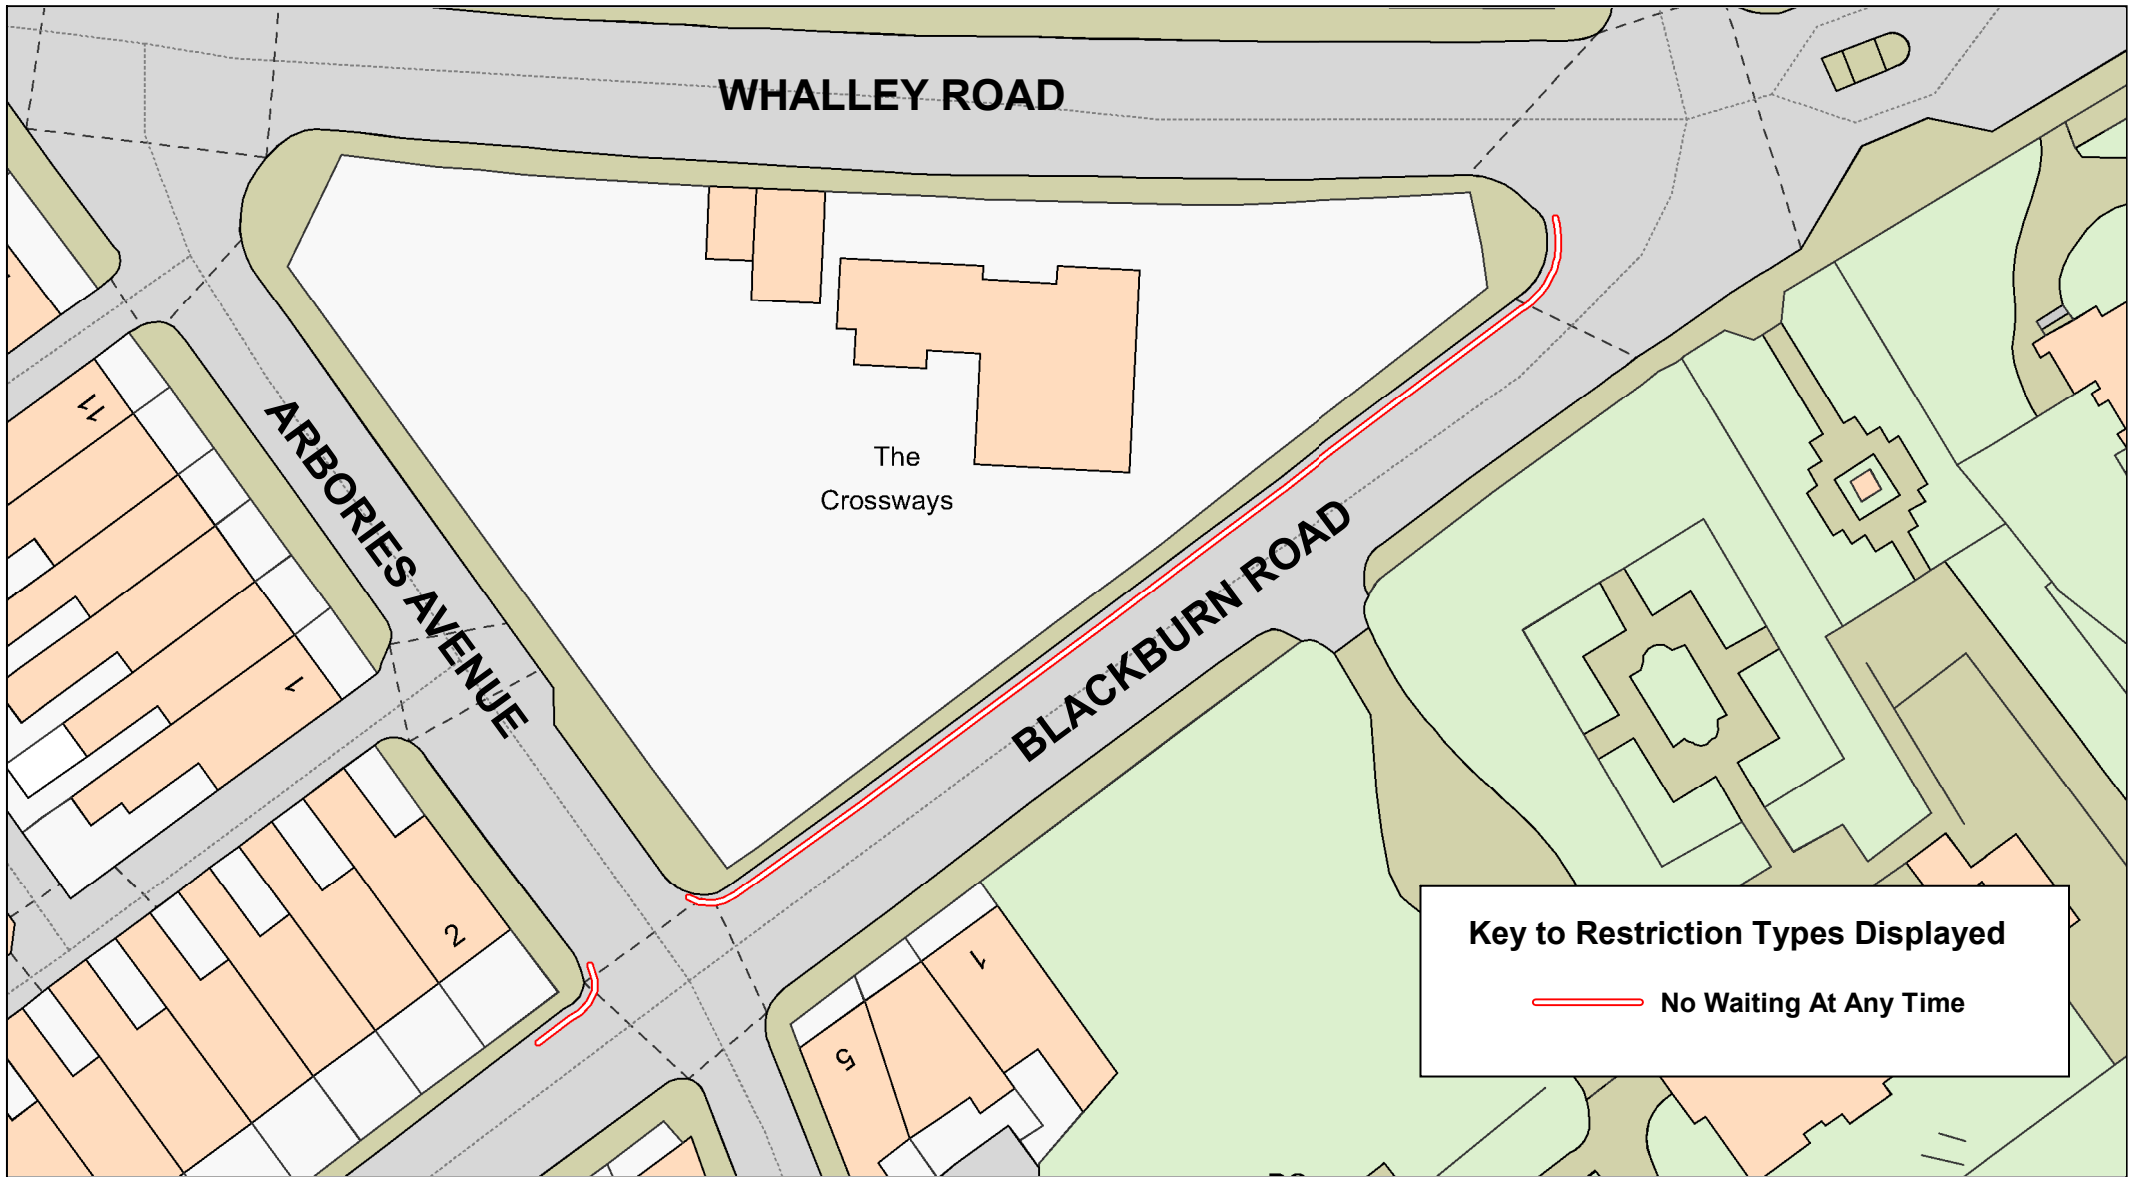 WHALLEY ROAD
The
Crossways
11
ARBORIES AVENUE
BLACKBURN ROAD
1
2
1
5
Key to Restriction Types Displayed
No Waiting At Any Time